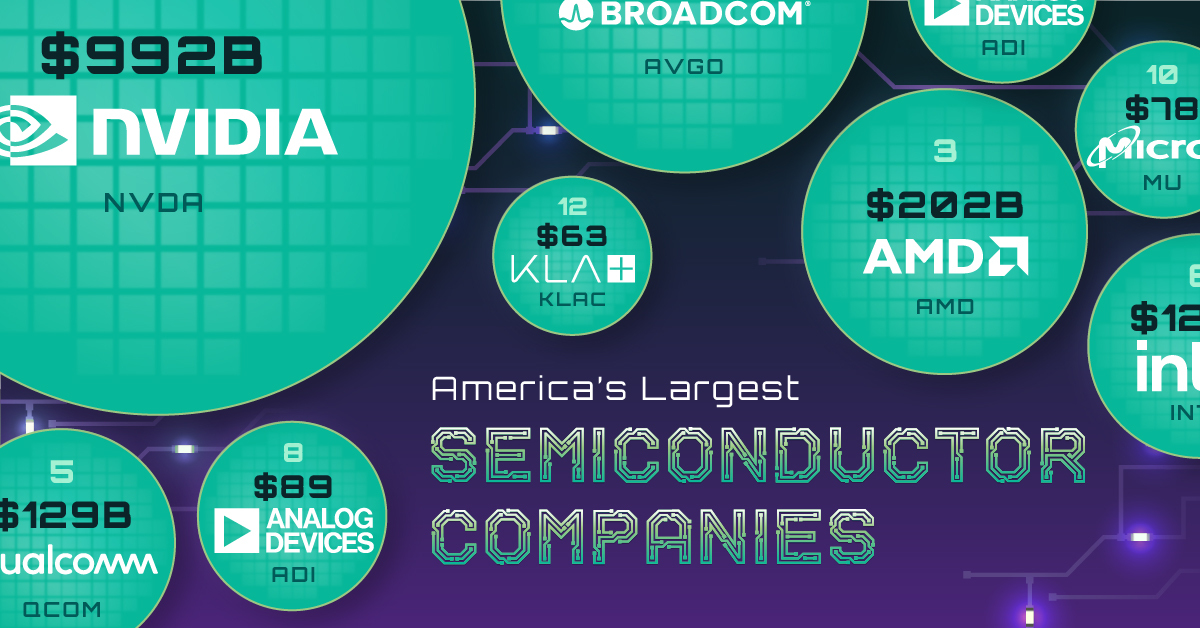 $992B
NVIDIA
NVDA
BROADCOM®
AVGO
DEVICES
ADI
10
$78
Micro
MU
3
$202B
AMD
AMD
12
$63
KLA+
KLAC
$12
int
INT
America's Largest
SEMICONDUCTOR
COMPANIES
5
$129B
ualcomm
QCOM
8
$89
ANALOG
DEVICES
ADI